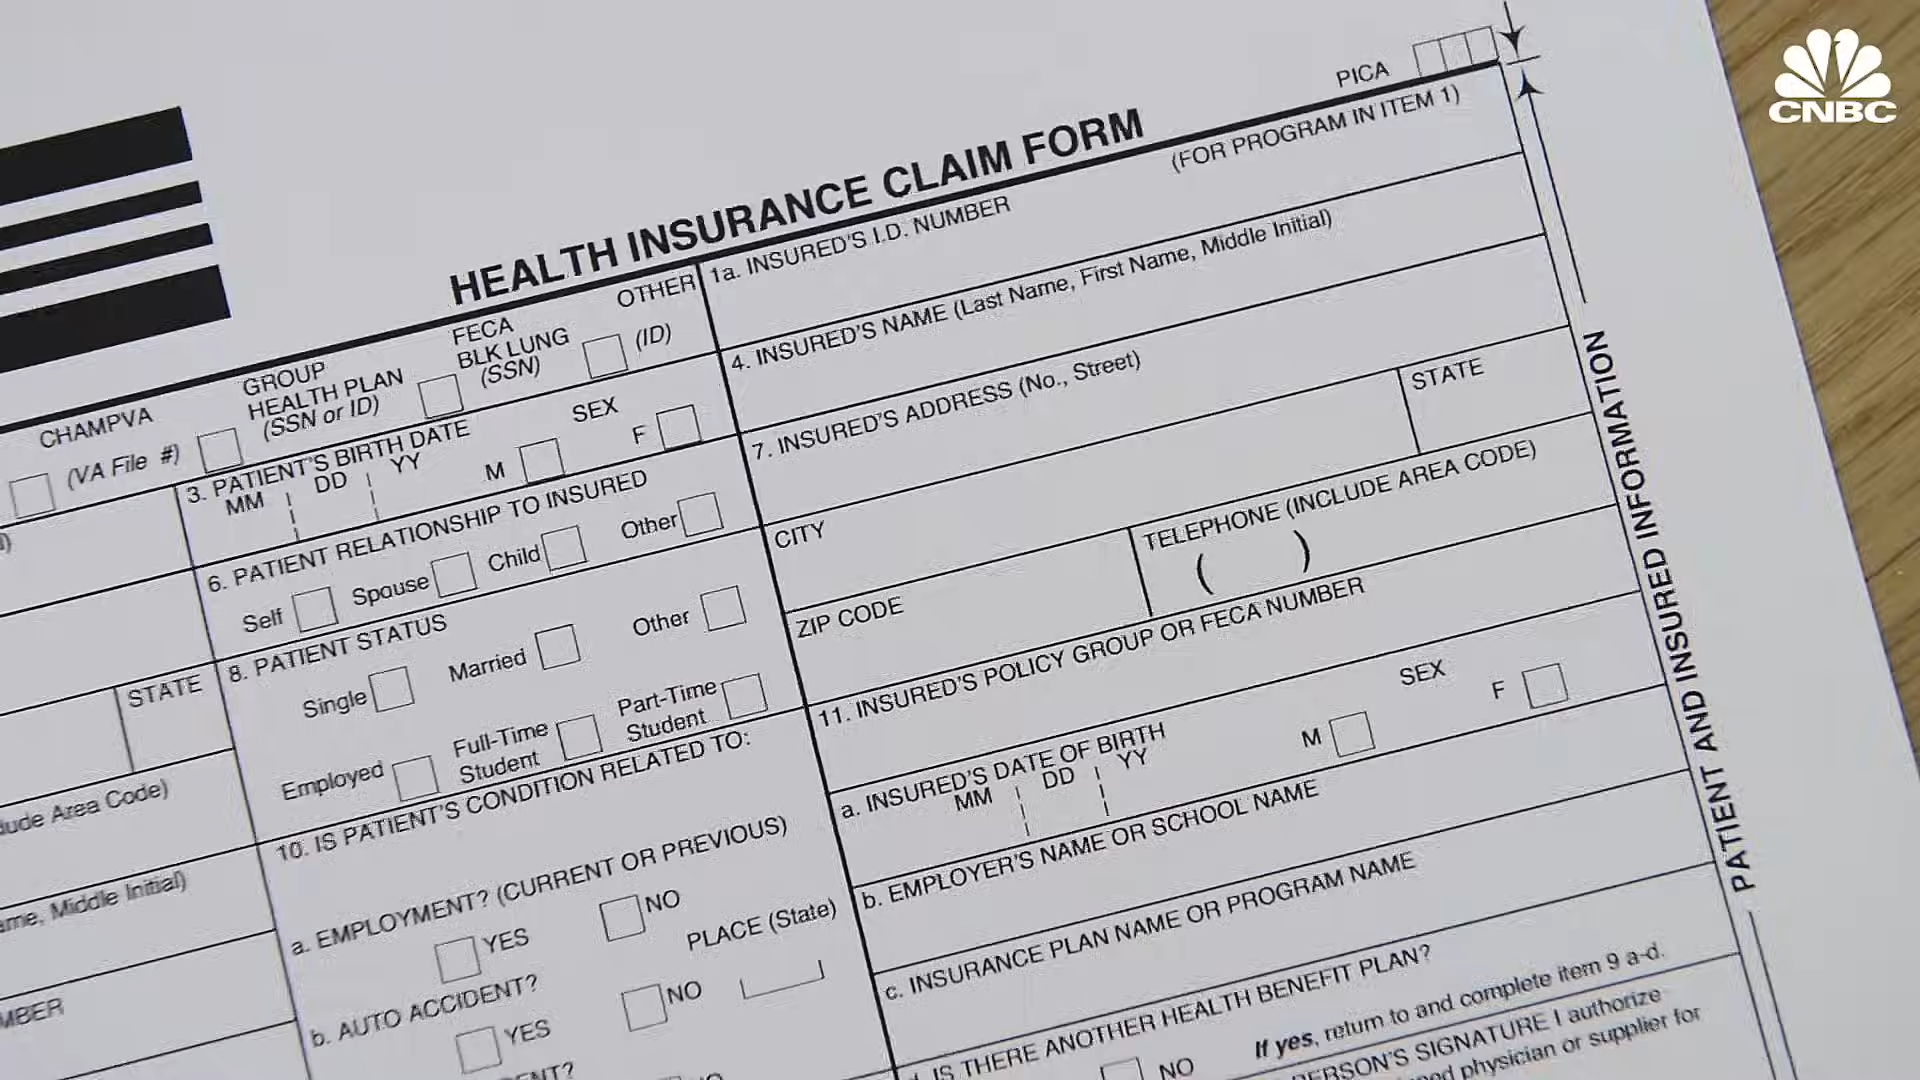 CNBC
PICA
HEALTH INSURANCE CLAIM FORM
(FOR PROGRAM IN ITEM 1)
1a. INSURED'S I.D. NUMBER
OTHER
(ID)
FECA
BLK LUNG
(SSN)
GROUP
HEALTH PLAN
(SSN or ID)
CHAMPVA
(VA File #)
4. INSURED'S NAME (Last Name, First Name, Middle Initial)
3. PATIENT'S BIRTH DATE
MM DD YY
SEX
M F
7. INSURED'S ADDRESS (No., Street)
6. PATIENT RELATIONSHIP TO INSURED
Self Spouse Child Other
CITY
STATE
8. PATIENT STATUS
Single Married Other
ZIP CODE
TELEPHONE (INCLUDE AREA CODE)
( )
STATE
Employed
Full-Time
Student
Part-Time
Student
11. INSURED'S POLICY GROUP OR FECA NUMBER
10. IS PATIENT'S CONDITION RELATED TO:
a. INSURED'S DATE OF BIRTH
MM DD YY
SEX
M F
Area Code)
a. EMPLOYMENT? (CURRENT OR PREVIOUS)
YES NO
b. EMPLOYER'S NAME OR SCHOOL NAME
Middle Initial)
b. AUTO ACCIDENT?
PLACE (State)
YES NO
c. INSURANCE PLAN NAME OR PROGRAM NAME
IS THERE ANOTHER HEALTH BENEFIT PLAN?
NO
If yes, return to and complete item 9 a-d.
SIGNATURE I authorize
physician or supplier for
PATIENT AND INSURED INFORMATION